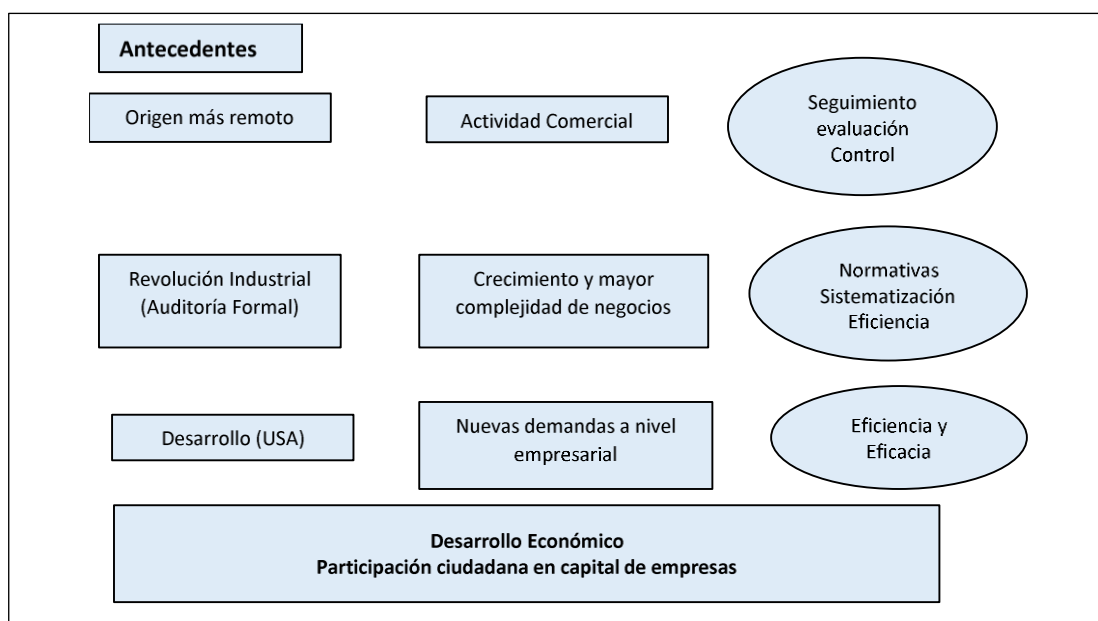 Antecedentes
Origen más remoto
Actividad Comercial
Seguimiento
evaluación
Control
Revolución Industrial
(Auditoría Formal)
Crecimiento y mayor
complejidad de negocios
Normativas
Sistematización
Eficiencia
Desarrollo (USA)
Nuevas demandas a nivel
empresarial
Eficiencia y
Eficacia
Desarrollo Económico
Participación ciudadana en capital de empresas